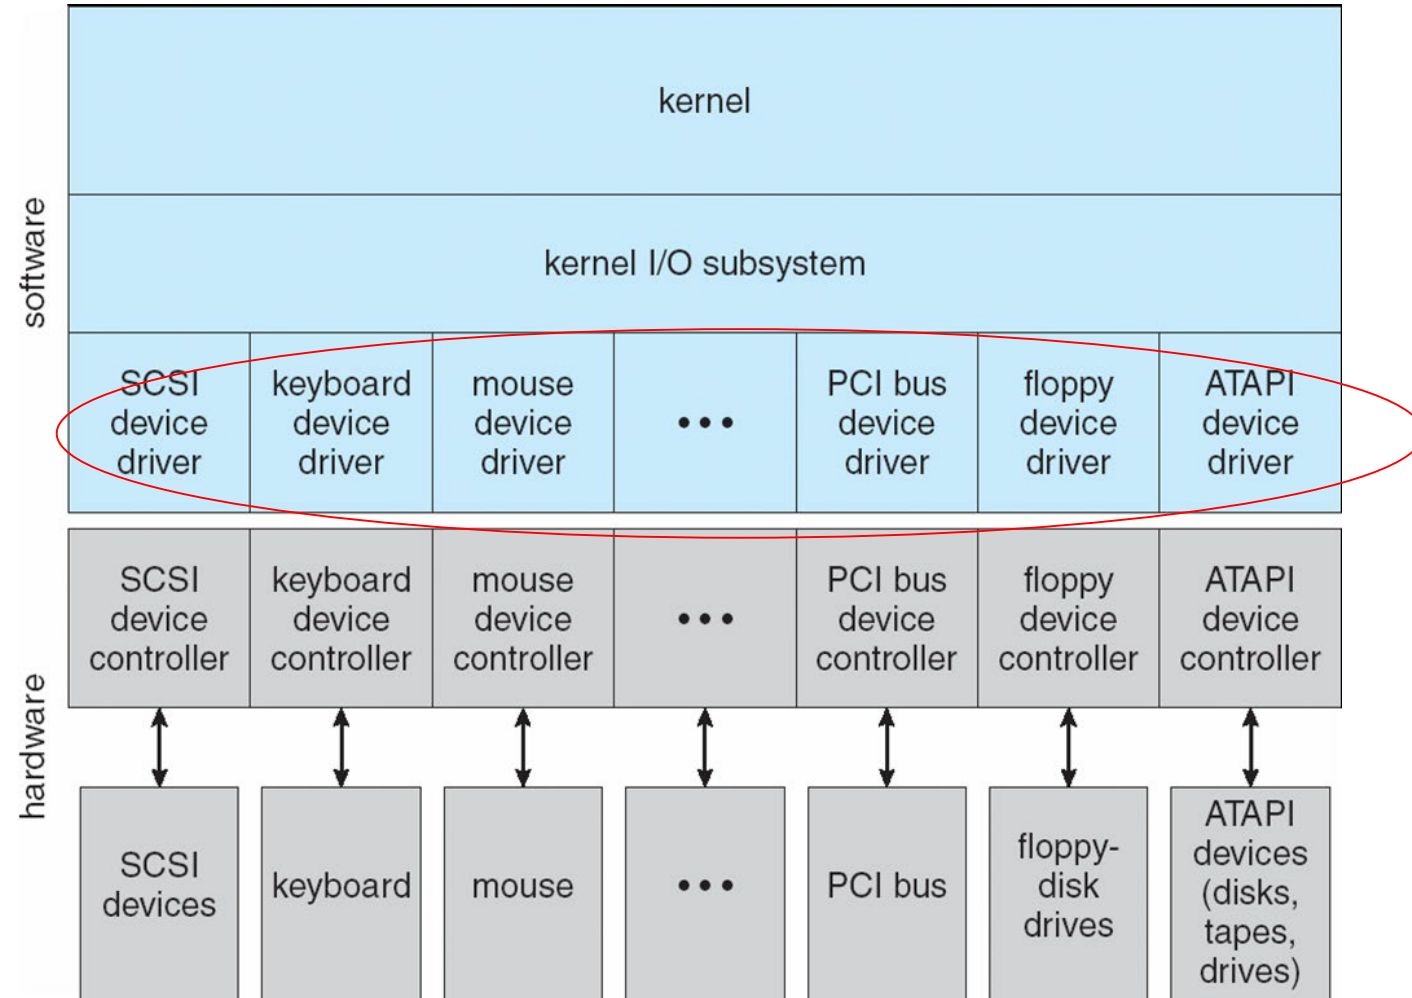 software
kernel
kernel I/O subsystem
SCSI
device
driver
keyboard
device
driver
mouse
device
driver
•••
PCI bus
device
driver
floppy
device
driver
ATAPI
device
driver
hardware
SCSI
device
controller
keyboard
device
controller
mouse
device
controller
•••
PCI bus
device
controller
floppy
device
controller
ATAPI
device
controller
SCSI
devices
keyboard
mouse
•••
PCI bus
floppy-
disk
drives
ATAPI
devices
(disks,
tapes,
drives)